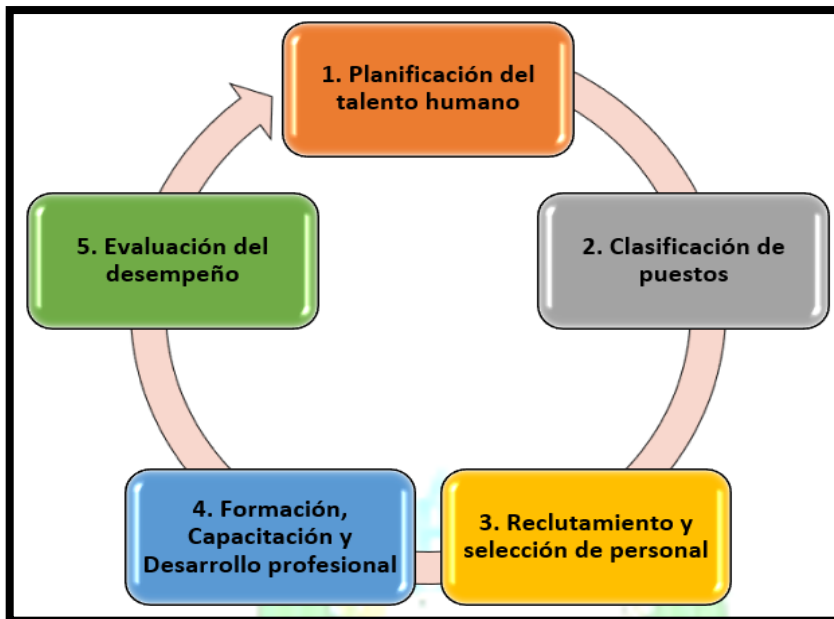 1. Planificación del
talento humano
2. Clasificación de
puestos
3. Reclutamiento y
selección de personal
4. Formación,
Capacitación y
Desarrollo profesional
5. Evaluación del
desempeño